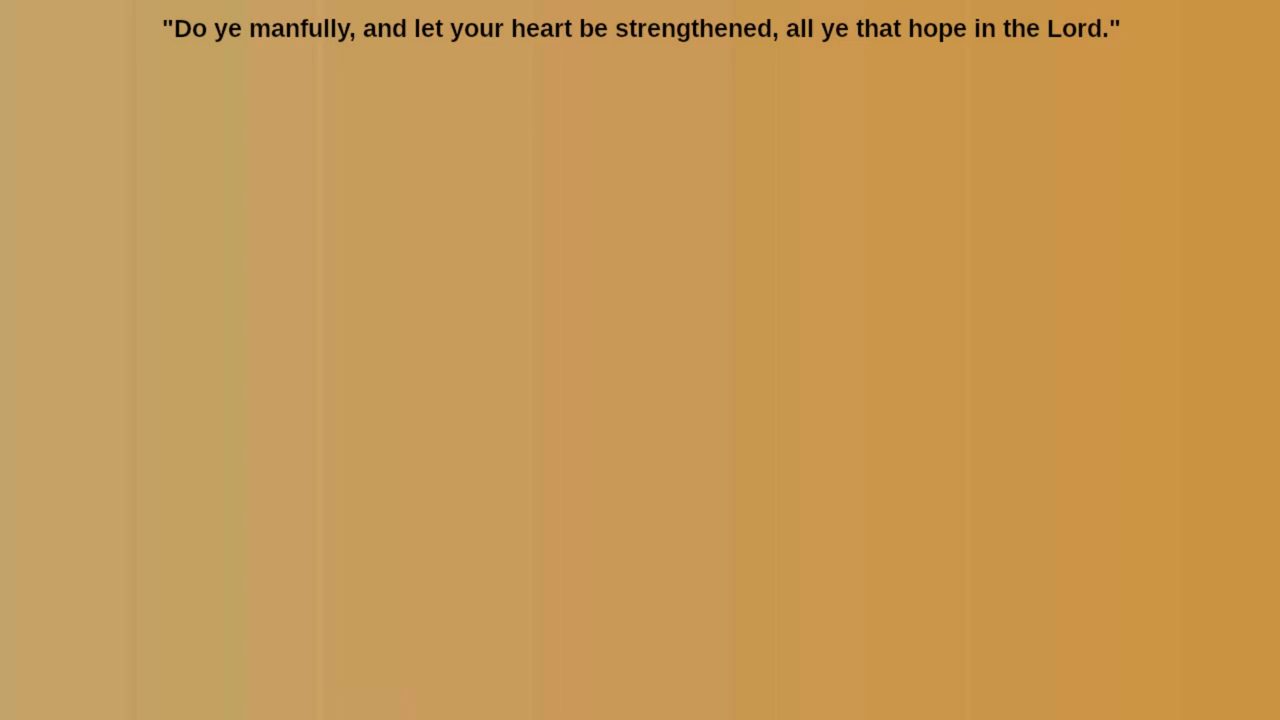 "Do ye manfully, and let your heart be strengthened, all ye that hope in the Lord."